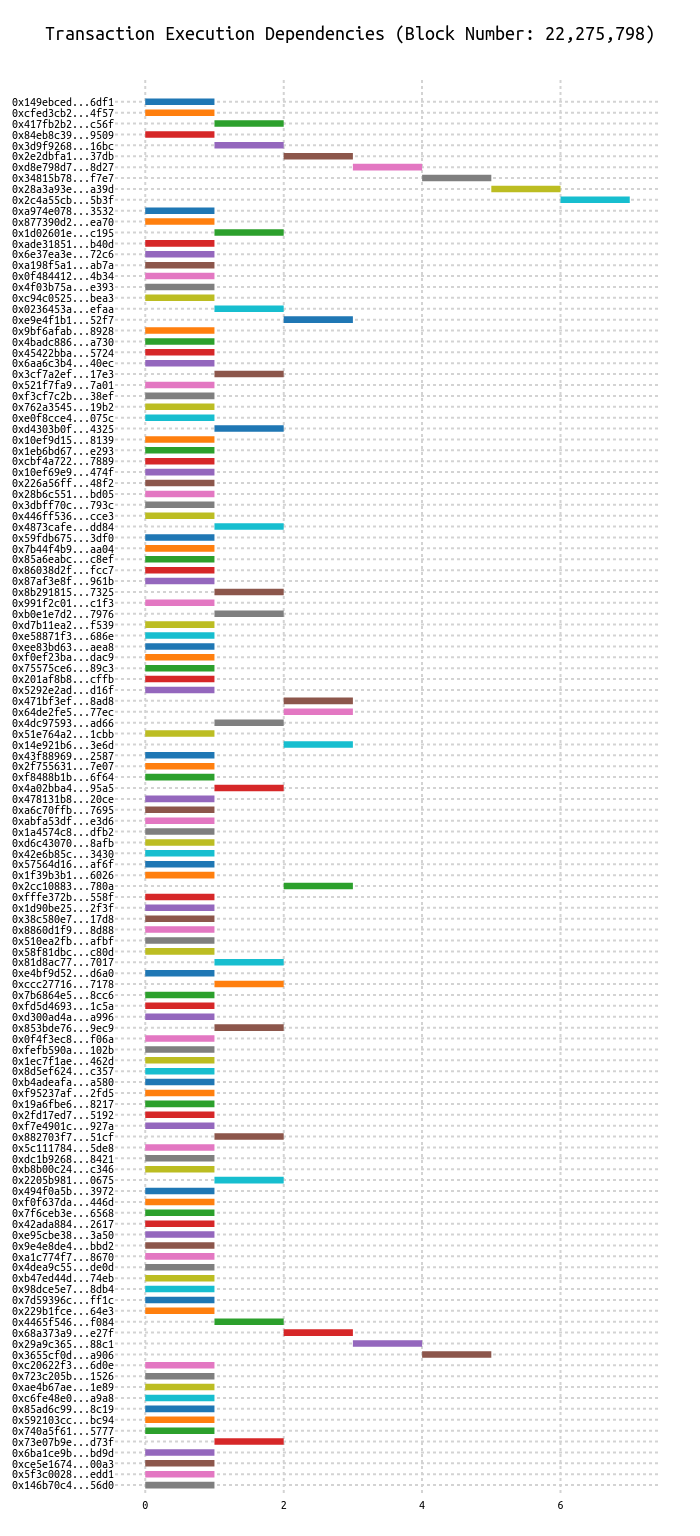 Transaction Execution Dependencies (Block Number: 22,275,798)
0x149ebced...6df1
0xcfed3cb2...4f57
0x417fb2b2...c56f
0x84eb8c39...9509
0x3d9f9268...16bc
0x2e2dbfa1...37db
0xd8e798d7...8d27
0x34815b78...f7e7
0x28a3a93e...a39d
0x2c4a55cb...5b3f
0xa974e078...3532
0x877390d2...ea70
0x1d02601e...c195
0xade31851...b40d
0x6e37ea3e...72c6
0xa198f5a1...ab7a
0x0f484412...4b34
0x4f03b75a...e393
0xc94c0525...bea3
0x0236453a...efaa
0xe9e4f1b1...52f7
0x9bf6afab...8928
0x4badc886...a730
0x45422bba...5724
0x6aa6c3b4...40ec
0x3cf7a2ef...17e3
0x521f7fa9...7a01
0xf3cf7c2b...38ef
0x762a3545...19b2
0xe0f8cce4...075c
0xd4303b0f...4325
0x10ef9d15...8139
0x1eb6bd67...e293
0xcbf4a722...7889
0x10ef69e9...474f
0x226a56ff...48f2
0x28b6c551...bd05
0x3dbff70c...793c
0x446ff536...cce3
0x4873cafe...dd84
0x59fdb675...3df0
0x7b44f4b9...aa04
0x85a6eabc...c8ef
0x86038d2f...fcc7
0x87af3e8f...961b
0x8b291815...7325
0x991f2c01...c1f3
0xb0e1e7d2...7976
0xd7b11ea2...f539
0xe58871f3...686e
0xee83bd63...aea8
0xf0ef23ba...dac9
0x75575ce6...89c3
0x201af8b8...cffb
0x5292e2ad...d16f
0x471bf3ef...8ad8
0x64de2fe5...77ec
0x4dc97593...ad66
0x51e764a2...1cbb
0x14e921b6...3e6d
0x43f88969...2587
0x2f755631...7e07
0xf8488b1b...6f64
0x4a02bba4...95a5
0x478131b8...20ce
0xa6c70ffb...7695
0xabfa53df...e3d6
0x1a4574c8...dfb2
0xd6c43070...8afb
0x42e6b85c...3430
0x57564d16...af6f
0x1f39b3b1...6026
0x2cc10883...780a
0xfffe372b...558f
0x1d90be25...2f3f
0x38c580e7...17d8
0x8860d1f9...8d88
0x510ea2fb...afbf
0x58f81dbc...c80d
0x81d8ac77...7017
0xe4bf9d52...d6a0
0xccc27716...7178
0x7b6864e5...8cc6
0xfd5d4693...1c5a
0xd300ad4a...a996
0x853bde76...9ec9
0x0f4f3ec8...f06a
0xfefb590a...102b
0x1ec7f1ae...462d
0x8d5ef624...c357
0xb4adeafa...a580
0xf95237af...2fd5
0x19a6fbe6...8217
0x2fd17ed7...5192
0xf7e4901c...927a
0x882703f7...51cf
0x5c111784...5de8
0xdc1b9268...8421
0xb8b00c24...c346
0x2205b981...0675
0x494f0a5b...3972
0xf0f637da...446d
0x7f6ceb3e...6568
0x42ada884...2617
0xe95cbe38...3a50
0x9e4e8de4...bbd2
0xa1c774f7...8670
0x4dea9c55...de0d
0xb47ed44d...74eb
0x98dce5e7...8db4
0x7d59396c...ff1c
0x229b1fce...64e3
0x4465f546...f084
0x68a373a9...e27f
0x29a9c365...88c1
0x3655cf0d...a906
0xc20622f3...6d0e
0x723c205b...1526
0xae4b67ae...1e89
0xc6fe48e0...a9a8
0x85ad6c99...8c19
0x592103cc...bc94
0x740a5f61...5777
0x73e07b9e...d73f
0x6ba1ce9b...bd9d
0xce5e1674...00a3
0x5f3c0028...edd1
0x146b70c4...56d0
0 2 4 6